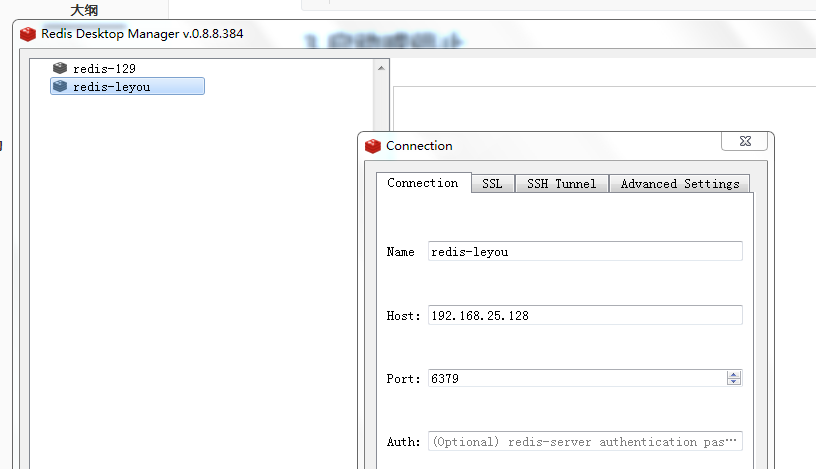 大纲
Redis Desktop Manager v.0.8.8.384
redis-129
redis-leyou
Connection
Connection SSL SSH Tunnel Advanced Settings
Name redis-leyou
Host: 192.168.25.128
Port: 6379
Auth: (Optional) redis-server authentication pas…